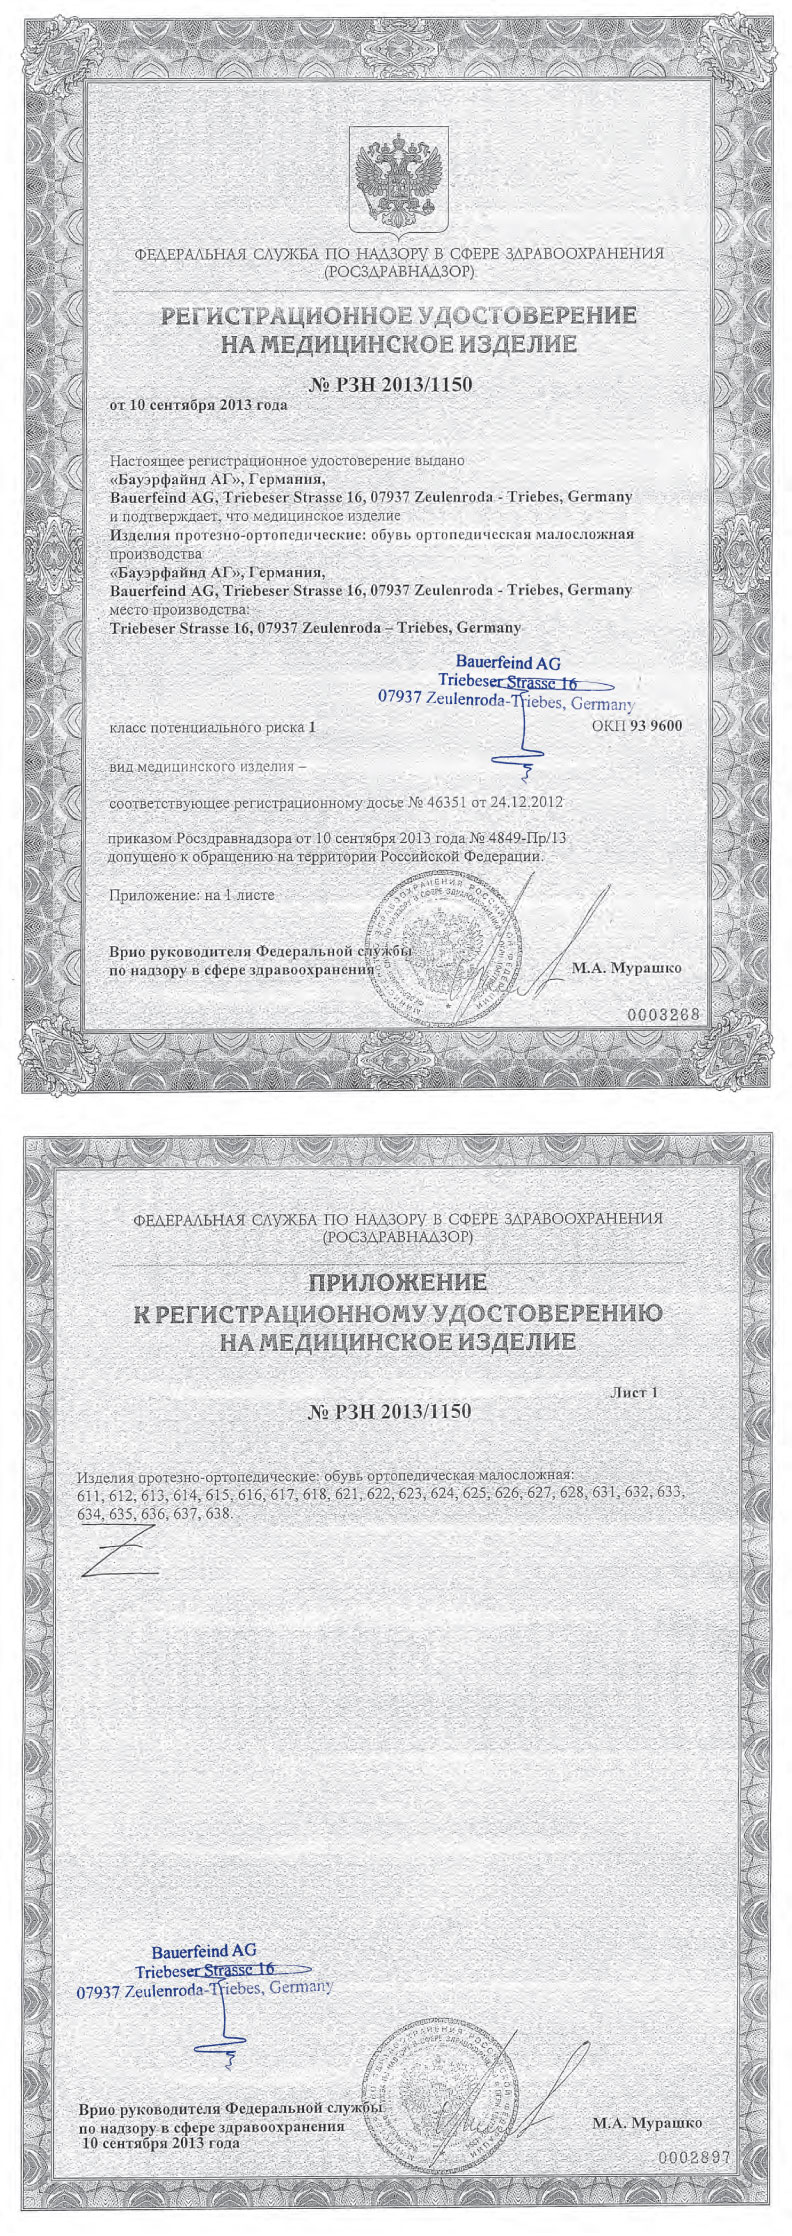 ФЕДЕРАЛЬНАЯ СЛУЖБА ПО НАДЗОРУ В СФЕРЕ ЗДРАВООХРАНЕНИЯ
(РОСЗДРАВНАДЗОР)
РЕГИСТРАЦИОННОЕ УДОСТОВЕРЕНИЕ
НА МЕДИЦИНСКОЕ ИЗДЕЛИЕ
№ РЗН 2013/1150
от 10 сентября 2013 года
Настоящее регистрационное удостоверение выдано
«Бауэрфайнд АГ», Германия,
Bauerfeind AG, Triebeser Strasse 16, 07937 Zeulenroda - Triebes, Germany
и подтверждает, что медицинское изделие
Изделия протезно-ортопедические: обувь ортопедическая малосложная
производства
«Бауэрфайнд АГ», Германия,
Bauerfeind AG, Triebeser Strasse 16, 07937 Zeulenroda - Triebes, Germany
место производства:
Triebeser Strasse 16, 07937 Zeulenroda – Triebes, Germany
Bauerfeind AG
Triebeser Strasse 16
07937 Zeulenroda-Triebes, Germany
класс потенциального риска 1 ОКП 93 9600
вид медицинского изделия –
соответствующее регистрационному досье № 46351 от 24.12.2012
приказом Росздравнадзора от 10 сентября 2013 года № 4849-Пр/13
допущено к обращению на территории Российской Федерации.
Приложение: на 1 листе
Врио руководителя Федеральной службы
по надзору в сфере здравоохранения М.А. Мурашко
0003268
ФЕДЕРАЛЬНАЯ СЛУЖБА ПО НАДЗОРУ В СФЕРЕ ЗДРАВООХРАНЕНИЯ
(РОСЗДРАВНАДЗОР)
ПРИЛОЖЕНИЕ
К РЕГИСТРАЦИОННОМУ УДОСТОВЕРЕНИЮ
НА МЕДИЦИНСКОЕ ИЗДЕЛИЕ
Лист 1
№ РЗН 2013/1150
Изделия протезно-ортопедические: обувь ортопедическая малосложная:
611, 612, 613, 614, 615, 616, 617, 618, 621, 622, 623, 624, 625, 626, 627, 628, 631, 632, 633,
634, 635, 636, 637, 638.
Bauerfeind AG
Triebeser Strasse 16
07937 Zeulenroda-Triebes, Germany
Врио руководителя Федеральной службы
по надзору в сфере здравоохранения М.А. Мурашко
10 сентября 2013 года
0002897